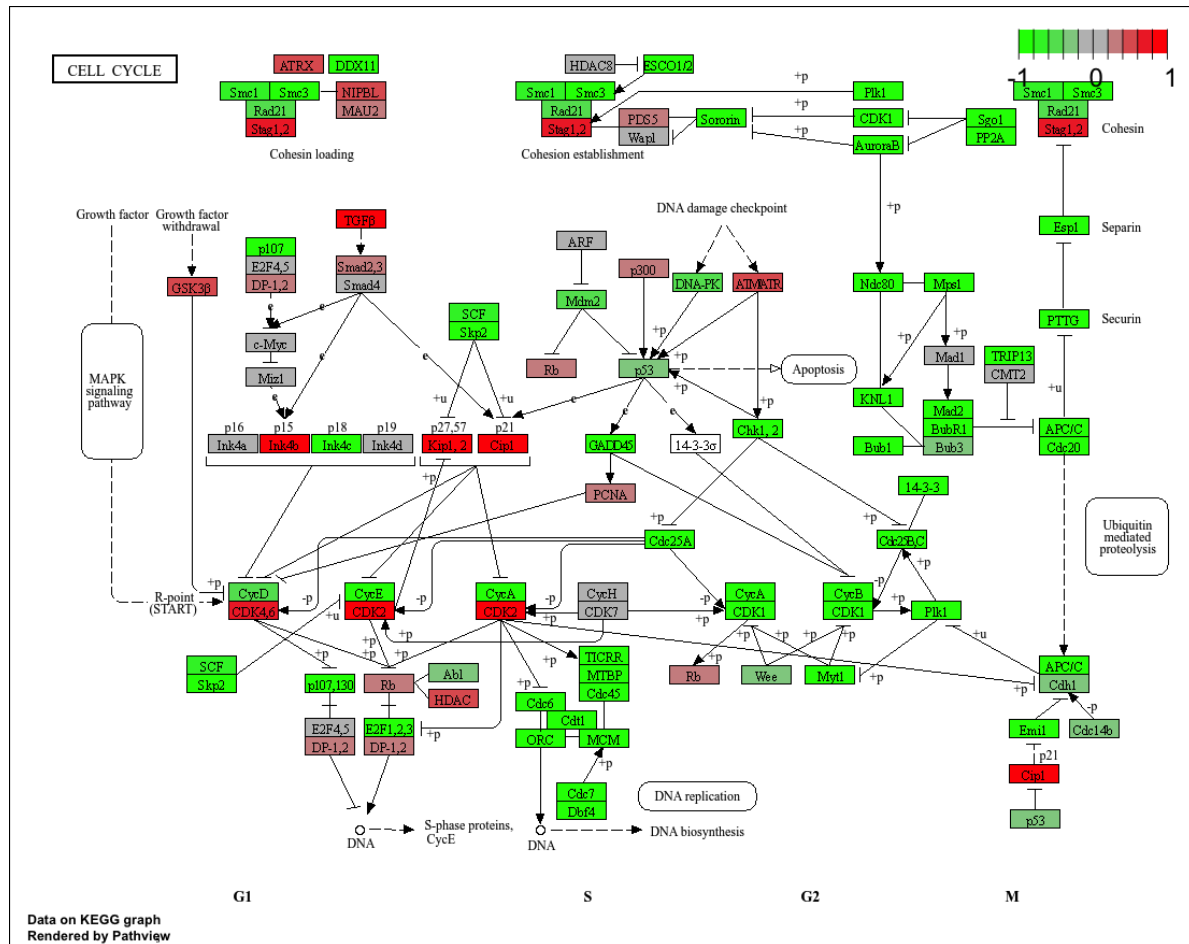 CELL CYCLE
ATRX
DDX11
Smc1
Smc3
NIPBL
Rad21
MAU2
Stag1,2
Cohesin loading
HDAC8
ESCO1/2
Smc1
Smc3
Rad21
Stag1,2
PDS5
Wapl
Sororin
Cohesion establishment
+p
Plk1
+p
CDK1
+p
AuroraB
Sgo1
PP2A
-1
0
1
Smc1
Smc3
Rad21
Stag1,2
Cohesin
Growth factor
Growth factor
withdrawal
TGFβ
DNA damage checkpoint
+p
Esp1
Separin
p107
E2F4,5
DP-1,2
GSK3β
Smad2,3
Smad4
ARF
p300
DNA-PK
ATMATR
Ndc80
Mps1
Mdm2
SCF
Skp2
PTTG
Securin
e
c-Myc
Miz1
e
e
e
MAPK
signaling
pathway
Rb
+p
+p
p53
+p
Apoptosis
+p
+p
Mad1
TRIP13
CMT2
+u
KNL1
+u
+u
e
e
e
+p
Mad2
BubR1
Bub3
Bub1
APC/C
Cdc20
p16
p15
p18
p19
p27,57
p21
Ink4a
Ink4b
Ink4c
Ink4d
Kip1, 2
Cip1
GADD45
14-3-3σ
Chk1, 2
+p
PCNA
14-3-3
+p
+p
Cdc25A
Cdc25B,C
Ubiquitin
mediated
proteolysis
R-point
(START)
+p
CycD
CDK4,6
-p
CycE
CDK2
-p
CycA
CDK2
-p
+p
CycH
CDK7
-p
+p
CycA
CDK1
CycB
CDK1
-p
+p
+p
Plk1
+u
+u
+p
+p
+p
+p
+p
+p
+p
+p
+p
SCF
Skp2
p107,130
Rb
Abl
HDAC
+p
TICRR
MTBP
Cdc45
Rb
Wee
Myt1
+p
+p
APC/C
Cdh1
-p
E2F4,5
DP-1,2
E2F1,2,3
DP-1,2
+p
Cdc6
Cdt1
ORC
MCM
+p
Emi1
Cdc14b
p21
Cip1
p53
Cdc7
Dbf4
DNA replication
DNA
S-phase proteins,
CycE
DNA
DNA biosynthesis
G1
S
G2
M
Data on KEGG graph
Rendered by Pathview